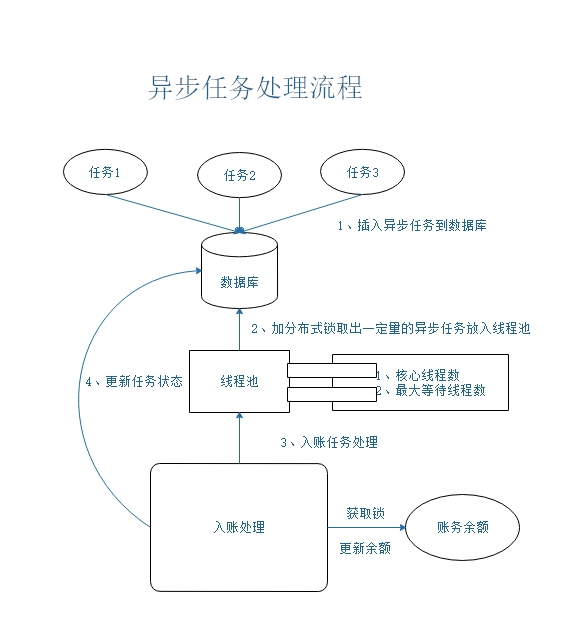 异步任务处理流程
任务1
任务2
任务3
1、插入异步任务到数据库
数据库
2、加分布式锁取出一定量的异步任务放入线程池
4、更新任务状态
线程池
1、核心线程数
2、最大等待线程数
3、入账任务处理
入账处理
获取锁
更新余额
账务余额